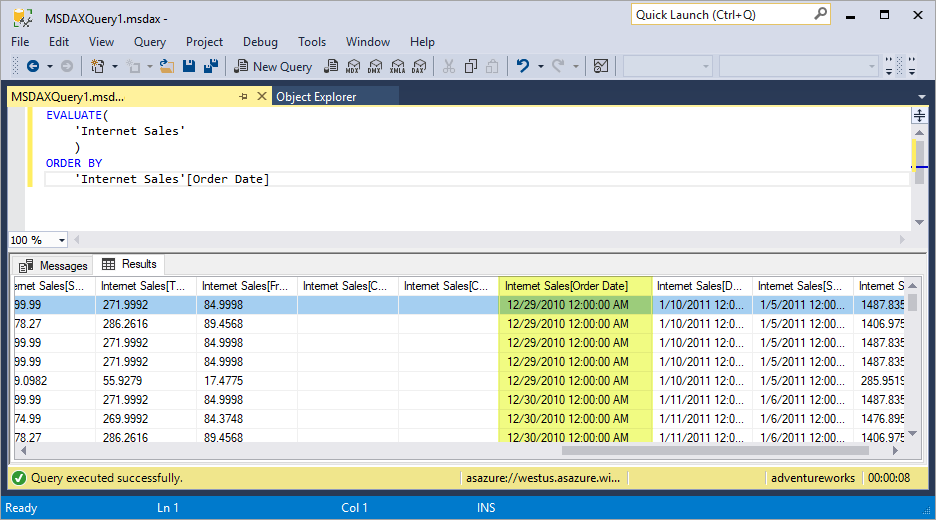 MSDAXQuery1.msdax -
Quick Launch (Ctrl+Q)
File Edit View Query Project Debug Tools Window Help
New Query MDX DMX XMLA DAX
MSDAXQuery1.msd... Object Explorer
EVALUATE(
'Internet Sales'
)
ORDER BY
'Internet Sales'[Order Date]
100 %
Messages Results
ernet Sales[S... Internet Sales[T... Internet Sales[Fr... Internet Sales[C... Internet Sales[C... Internet Sales[Order Date] Internet Sales[D... Internet Sales[S... Internet S
99.99 271.9992 84.9998 12/29/2010 12:00:00 AM 1/10/2011 12:0... 1/5/2011 12:00... 1487.835
78.27 286.2616 89.4568 12/29/2010 12:00:00 AM 1/10/2011 12:0... 1/5/2011 12:00... 1406.975
99.99 271.9992 84.9998 12/29/2010 12:00:00 AM 1/10/2011 12:0... 1/5/2011 12:00... 1487.835
99.99 271.9992 84.9998 12/29/2010 12:00:00 AM 1/10/2011 12:0... 1/5/2011 12:00... 1487.835
9.0982 55.9279 17.4775 12/29/2010 12:00:00 AM 1/10/2011 12:0... 1/5/2011 12:00... 285.9519
99.99 271.9992 84.9998 12/30/2010 12:00:00 AM 1/11/2011 12:0... 1/6/2011 12:00... 1487.835
74.99 269.9992 84.3748 12/30/2010 12:00:00 AM 1/11/2011 12:0... 1/6/2011 12:00... 1476.895
78.27 286.2616 89.4568 12/30/2010 12:00:00 AM 1/11/2011 12:0... 1/6/2011 12:00... 1406.975
Query executed successfully. asazure://westus.asazure.wi... adventureworks 00:00:08
Ready Ln 1 Col 1 INS